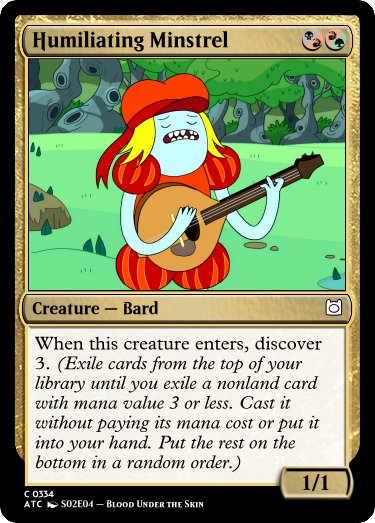 Humiliating Minstrel
Creature — Bard
When this creature enters, discover
3. (Exile cards from the top of your
library until you exile a nonland card
with mana value 3 or less. Cast it
without paying its mana cost or put it
into your hand. Put the rest on the
bottom in a random order.)
1/1
C 0334
ATC S02E04 — Blood Under the Skin